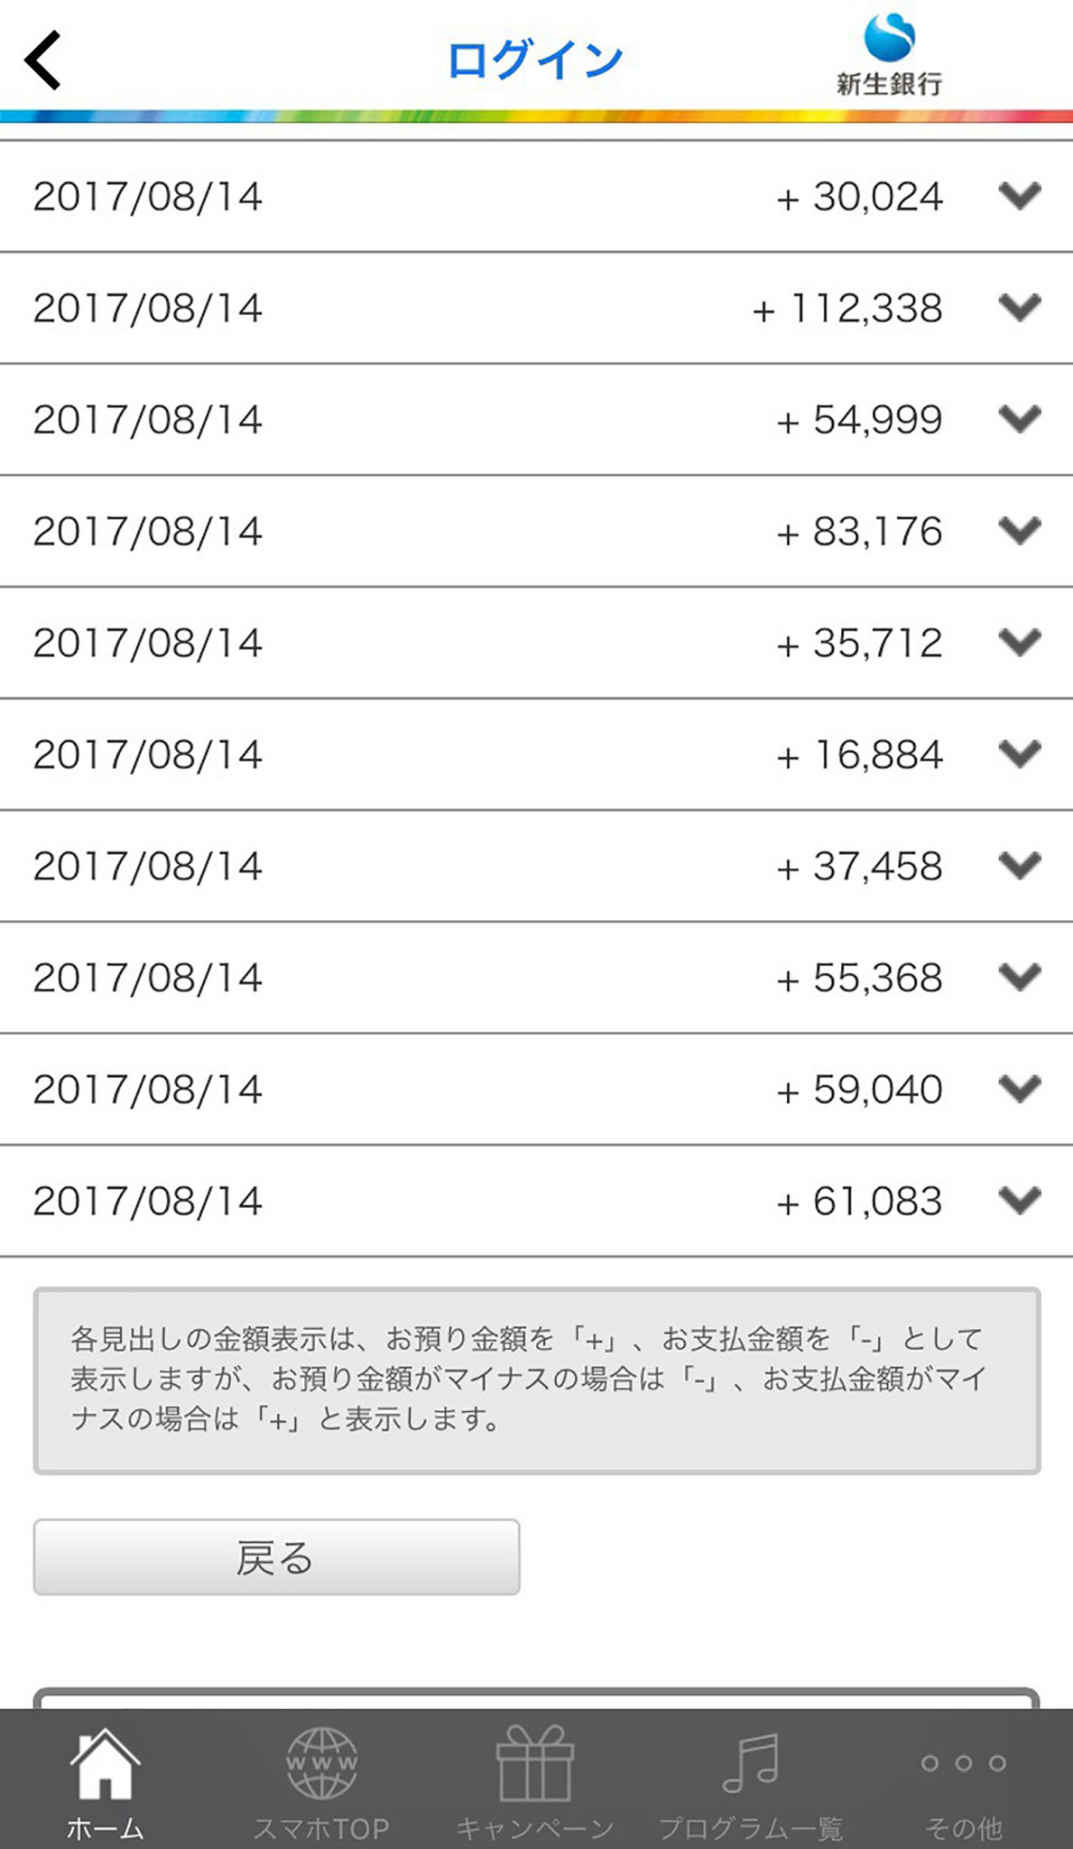 ログイン
新生銀行
2017/08/14 + 30,024
2017/08/14 + 112,338
2017/08/14 + 54,999
2017/08/14 + 83,176
2017/08/14 + 35,712
2017/08/14 + 16,884
2017/08/14 + 37,458
2017/08/14 + 55,368
2017/08/14 + 59,040
2017/08/14 + 61,083
各見出しの金額表示は、お預り金額を「+」、お支払金額を「-」として
表示しますが、お預り金額がマイナスの場合は「-」、お支払金額がマイ
ナスの場合は「+」と表示します。
戻る
WWW
ホーム スマホTOP キャンペーン プログラム一覧 その他